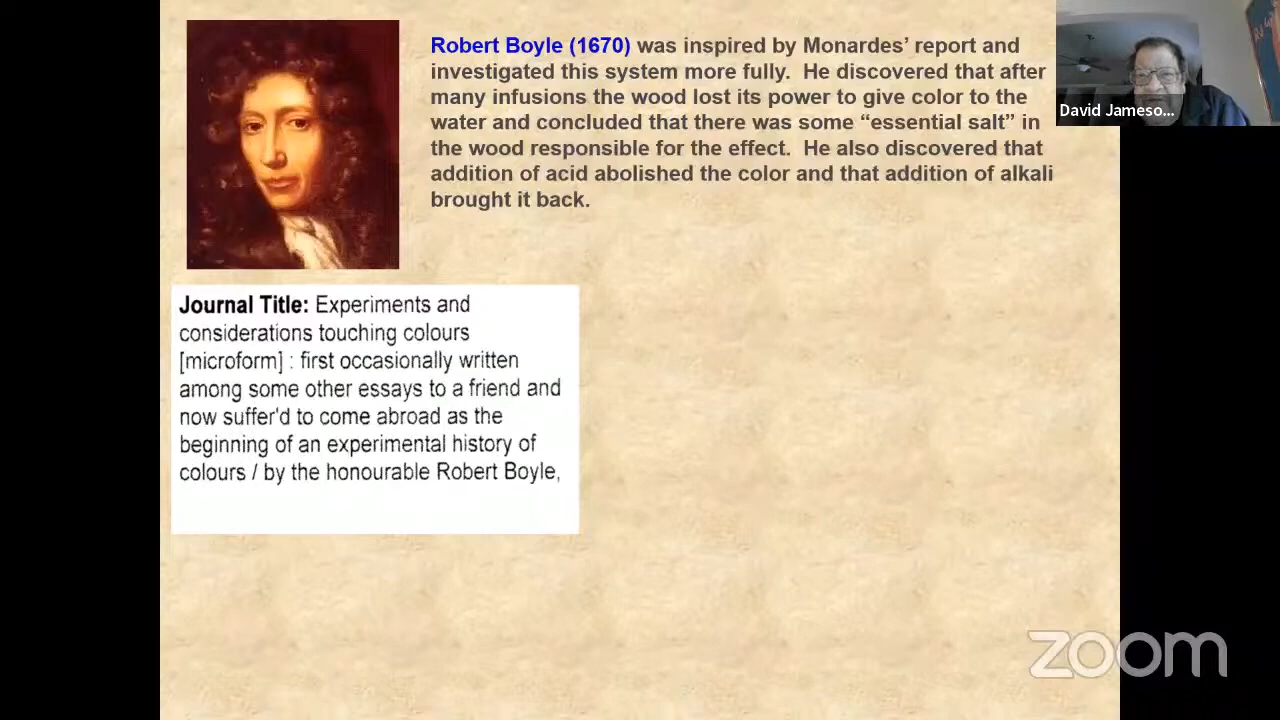 Robert Boyle (1670) was inspired by Monardes’ report and
investigated this system more fully.  He discovered that after
many infusions the wood lost its power to give color to the
water and concluded that there was some “essential salt” in
the wood responsible for the effect.  He also discovered that
addition of acid abolished the color and that addition of alkali
brought it back.
David Jameso...
Journal Title: Experiments and
considerations touching colours
[microform] : first occasionally written
among some other essays to a friend and
now suffer'd to come abroad as the
beginning of an experimental history of
colours / by the honourable Robert Boyle,
zoom